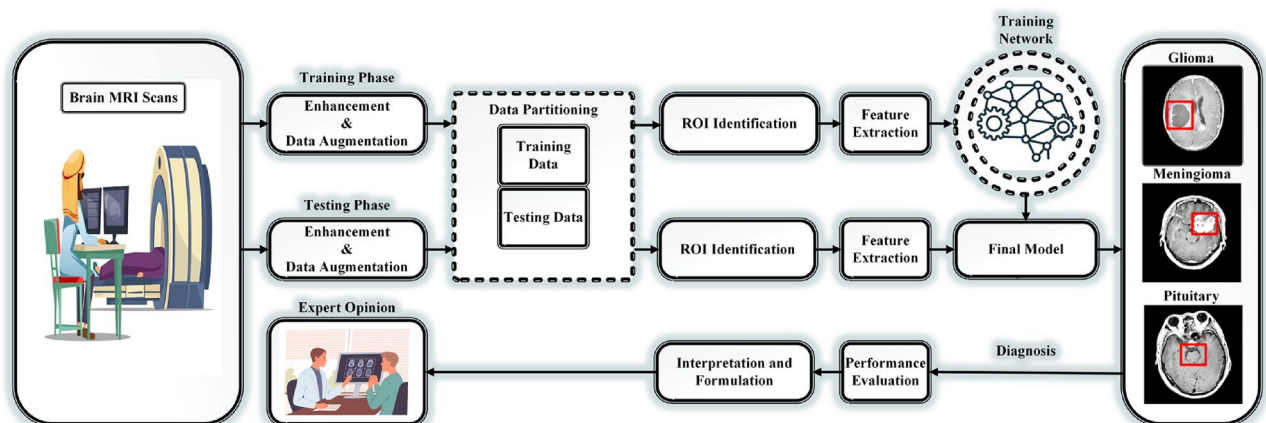 Brain MRI Scans
Training Phase
Enhancement
&
Data Augmentation
Testing Phase
Enhancement
&
Data Augmentation
Data Partitioning
Training
Data
Testing Data
ROI Identification
Feature
Extraction
Training
Network
ROI Identification
Feature
Extraction
Final Model
Glioma
Meningioma
Pituitary
Diagnosis
Performance
Evaluation
Interpretation and
Formulation
Expert Opinion